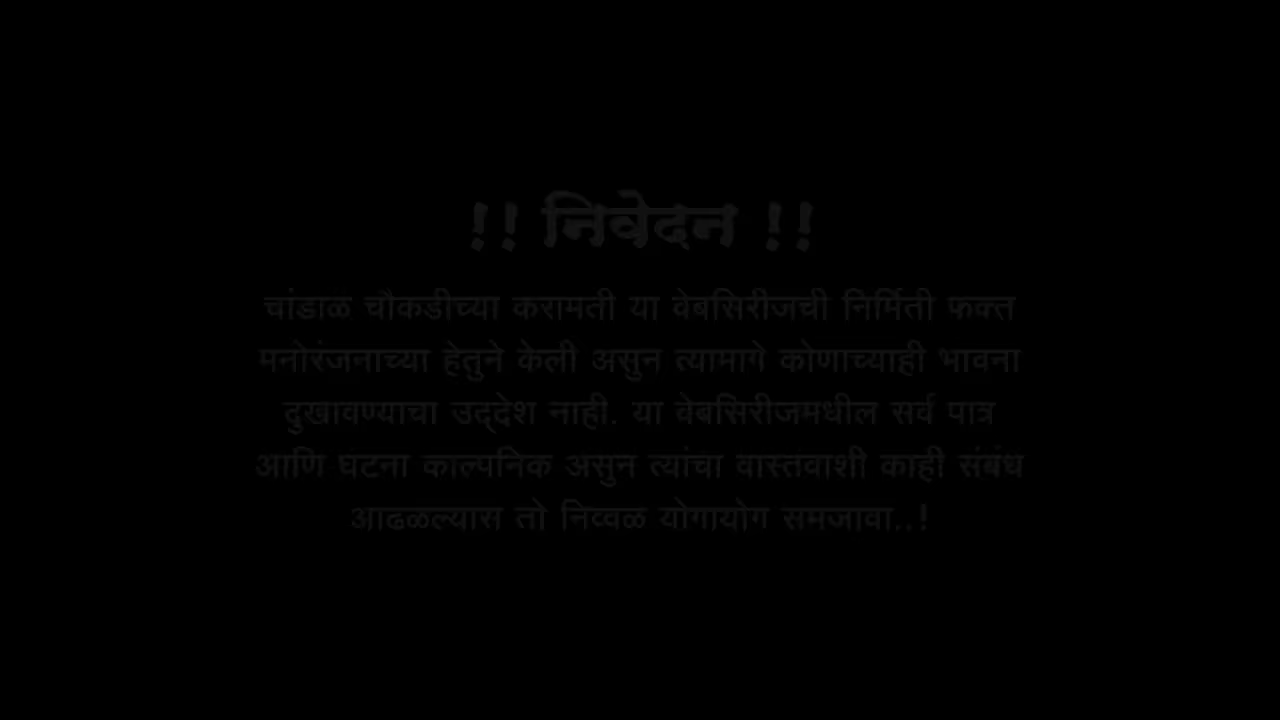 !! निवेदन !!
चांडाळ चौकडीच्या करामती या वेबसिरीजची निर्मिती फक्त
मनोरंजनाच्या हेतुने केली असुन त्यामागे कोणाच्याही भावना
दुखावण्याचा उद्‌देश नाही. या वेबसिरीजमधील सर्व पात्र
आणि घटना काल्पनिक असुन त्यांचा वास्तवाशी काही संबंध
आढळल्यास तो निव्वळ योगायोग समजावा..!